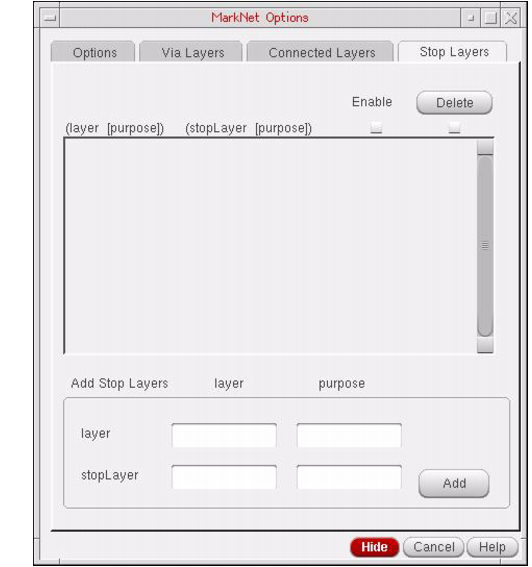 MarkNet Options
Options Via Layers Connected Layers Stop Layers
Enable Delete
(layer [purpose]) (stopLayer [purpose])
Add Stop Layers layer purpose
layer
stopLayer
Add
Hide Cancel Help